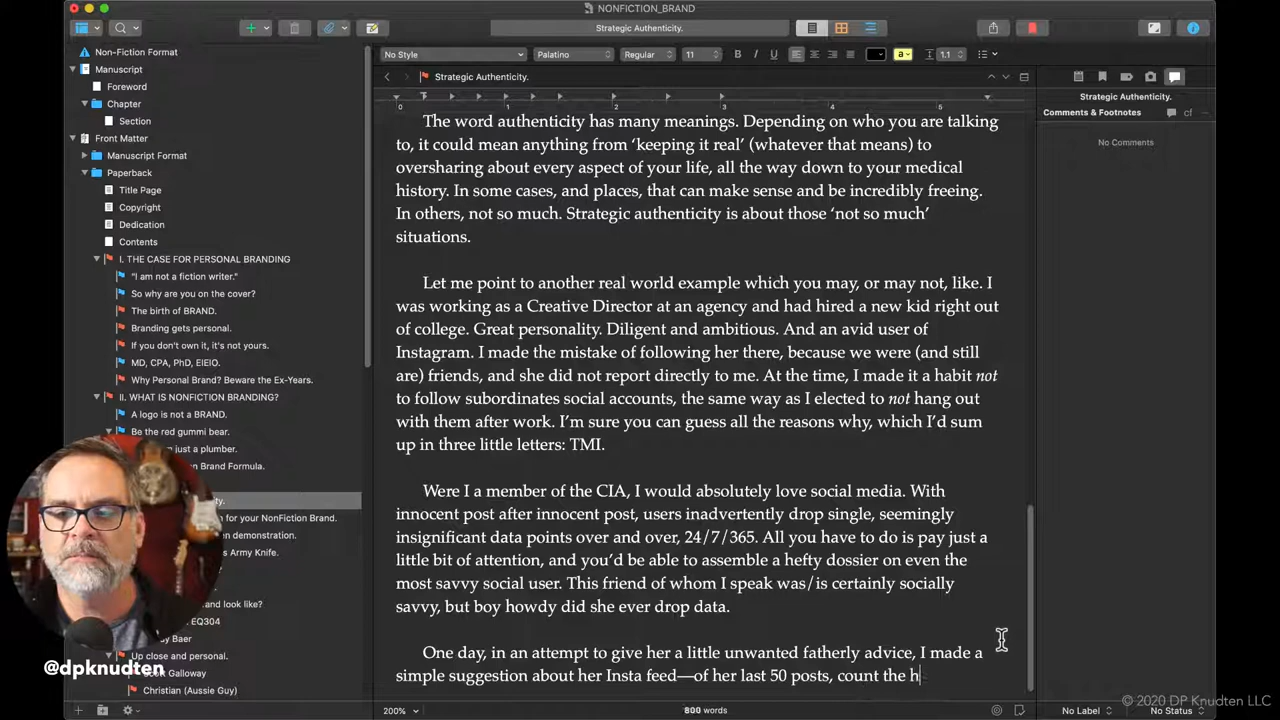 NONFICTION_BRAND
Strategic Authenticity.
No Style
Palatino
Regular
11
B I U
a
1.1
Strategic Authenticity.
0 1 2 3 4 5
Non-Fiction Format
Manuscript
Foreword
Chapter
Section
Front Matter
Manuscript Format
Paperback
Title Page
Copyright
Dedication
Contents
I. THE CASE FOR PERSONAL BRANDING
"I am not a fiction writer."
So why are you on the cover?
The birth of BRAND.
Branding gets personal.
If you don't own it, it's not yours.
MD, CPA, PhD, EIEIO.
Why Personal Brand? Beware the Ex-Years.
II. WHAT IS NONFICTION BRANDING?
A logo is not a BRAND.
Be the red gummi bear.
just a plumber.
Brand Formula.
for your NonFiction Brand.
demonstration.
Army Knife.
and look like?
EQ304
Baer
Up close and personal.
Galloway
Christian (Aussie Guy)
@dpknudten
The word authenticity has many meanings. Depending on who you are talking
to, it could mean anything from ‘keeping it real’ (whatever that means) to
oversharing about every aspect of your life, all the way down to your medical
history. In some cases, and places, that can make sense and be incredibly freeing.
In others, not so much. Strategic authenticity is about those ‘not so much’
situations.
Let me point to another real world example which you may, or may not, like. I
was working as a Creative Director at an agency and had hired a new kid right out
of college. Great personality. Diligent and ambitious. And an avid user of
Instagram. I made the mistake of following her there, because we were (and still
are) friends, and she did not report directly to me. At the time, I made it a habit not
to follow subordinates social accounts, the same way as I elected to not hang out
with them after work. I’m sure you can guess all the reasons why, which I’d sum
up in three little letters: TMI.
Were I a member of the CIA, I would absolutely love social media. With
innocent post after innocent post, users inadvertently drop single, seemingly
insignificant data points over and over, 24/7/365. All you have to do is pay just a
little bit of attention, and you’d be able to assemble a hefty dossier on even the
most savvy social user. This friend of whom I speak was/is certainly socially
savvy, but boy howdy did she ever drop data.
One day, in an attempt to give her a little unwanted fatherly advice, I made a
simple suggestion about her Insta feed—of her last 50 posts, count the h
200%
800 words
Strategic Authenticity.
Comments & Footnotes
cf
No Comments
No Label
No Status
© 2020 DP Knudten LLC